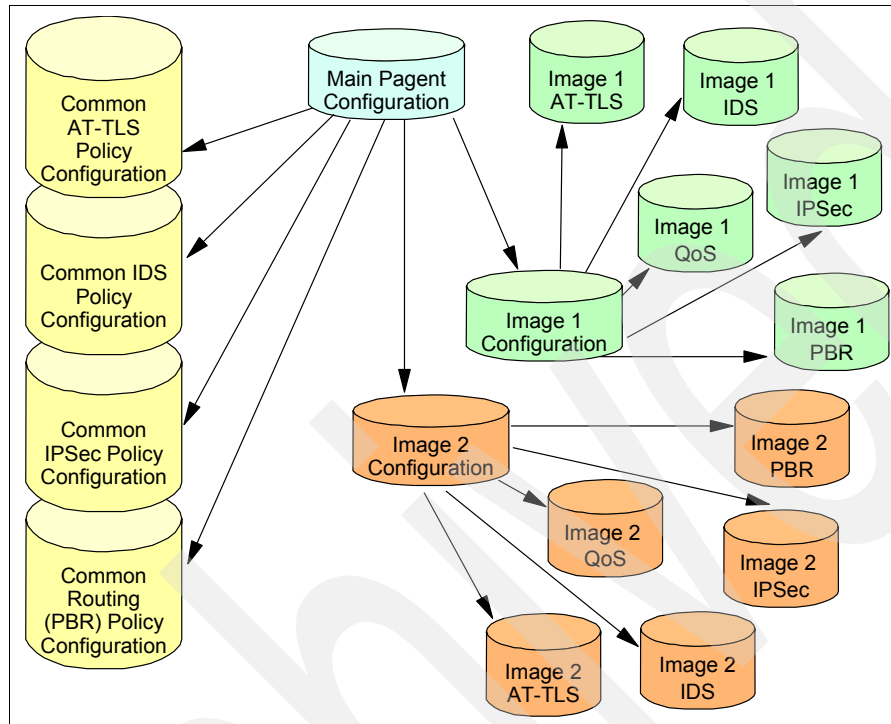 Common
AT-TLS
Policy
Configuration
Common IDS
Policy
Configuration
Common
IPSec Policy
Configuration
Common
Routing
(PBR) Policy
Configuration
Main Pagent
Configuration
Image 1
AT-TLS
Image 1
IDS
Image 1
IPSec
Image 1
QoS
Image 1
Configuration
Image 1
PBR
Image 2
Configuration
Image 2
PBR
Image 2
QoS
Image 2
IPSec
Image 2
AT-TLS
Image 2
IDS